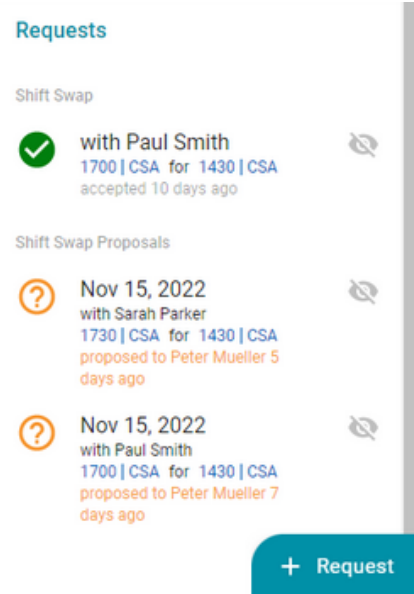 Requests
Shift Swap
with Paul Smith
1700 | CSA for 1430 | CSA
accepted 10 days ago
Shift Swap Proposals
Nov 15, 2022
with Sarah Parker
1730 | CSA for 1430 | CSA
proposed to Peter Mueller 5
days ago
Nov 15, 2022
with Paul Smith
1700 | CSA for 1430 | CSA
proposed to Peter Mueller 7
days ago
+ Request